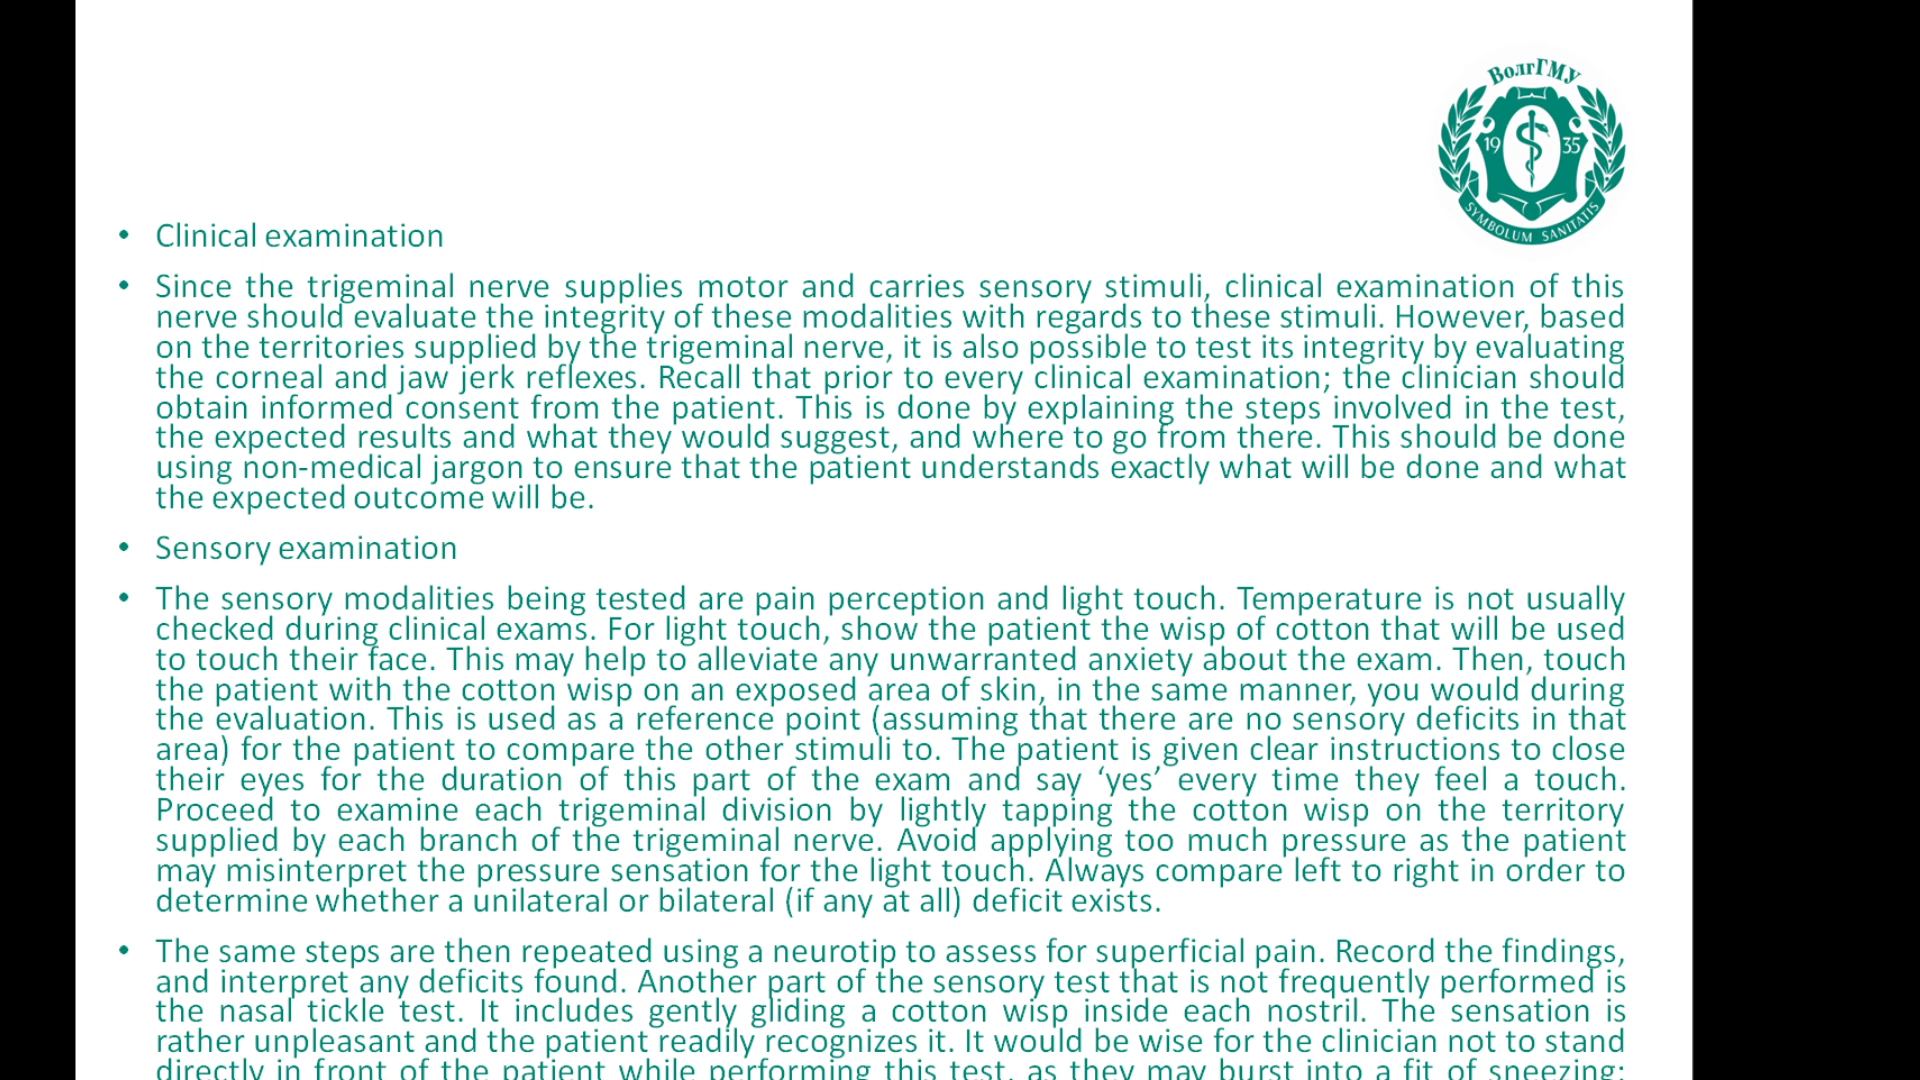 ВолгГМУ
19 35
SYMBOLUM SANITATIS
• Clinical examination
• Since the trigeminal nerve supplies motor and carries sensory stimuli, clinical examination of this
nerve should evaluate the integrity of these modalities with regards to these stimuli. However, based
on the territories supplied by the trigeminal nerve, it is also possible to test its integrity by evaluating
the corneal and jaw jerk reflexes. Recall that prior to every clinical examination; the clinician should
obtain informed consent from the patient. This is done by explaining the steps involved in the test,
the expected results and what they would suggest, and where to go from there. This should be done
using non-medical jargon to ensure that the patient understands exactly what will be done and what
the expected outcome will be.
• Sensory examination
• The sensory modalities being tested are pain perception and light touch. Temperature is not usually
checked during clinical exams. For light touch, show the patient the wisp of cotton that will be used
to touch their face. This may help to alleviate any unwarranted anxiety about the exam. Then, touch
the patient with the cotton wisp on an exposed area of skin, in the same manner, you would during
the evaluation. This is used as a reference point (assuming that there are no sensory deficits in that
area) for the patient to compare the other stimuli to. The patient is given clear instructions to close
their eyes for the duration of this part of the exam and say ‘yes’ every time they feel a touch.
Proceed to examine each trigeminal division by lightly tapping the cotton wisp on the territory
supplied by each branch of the trigeminal nerve. Avoid applying too much pressure as the patient
may misinterpret the pressure sensation for the light touch. Always compare left to right in order to
determine whether a unilateral or bilateral (if any at all) deficit exists.
• The same steps are then repeated using a neurotip to assess for superficial pain. Record the findings,
and interpret any deficits found. Another part of the sensory test that is not frequently performed is
the nasal tickle test. It includes gently gliding a cotton wisp inside each nostril. The sensation is
rather unpleasant and the patient readily recognizes it. It would be wise for the clinician not to stand
directly in front of the patient while performing this test, as they may burst into a fit of sneezing;